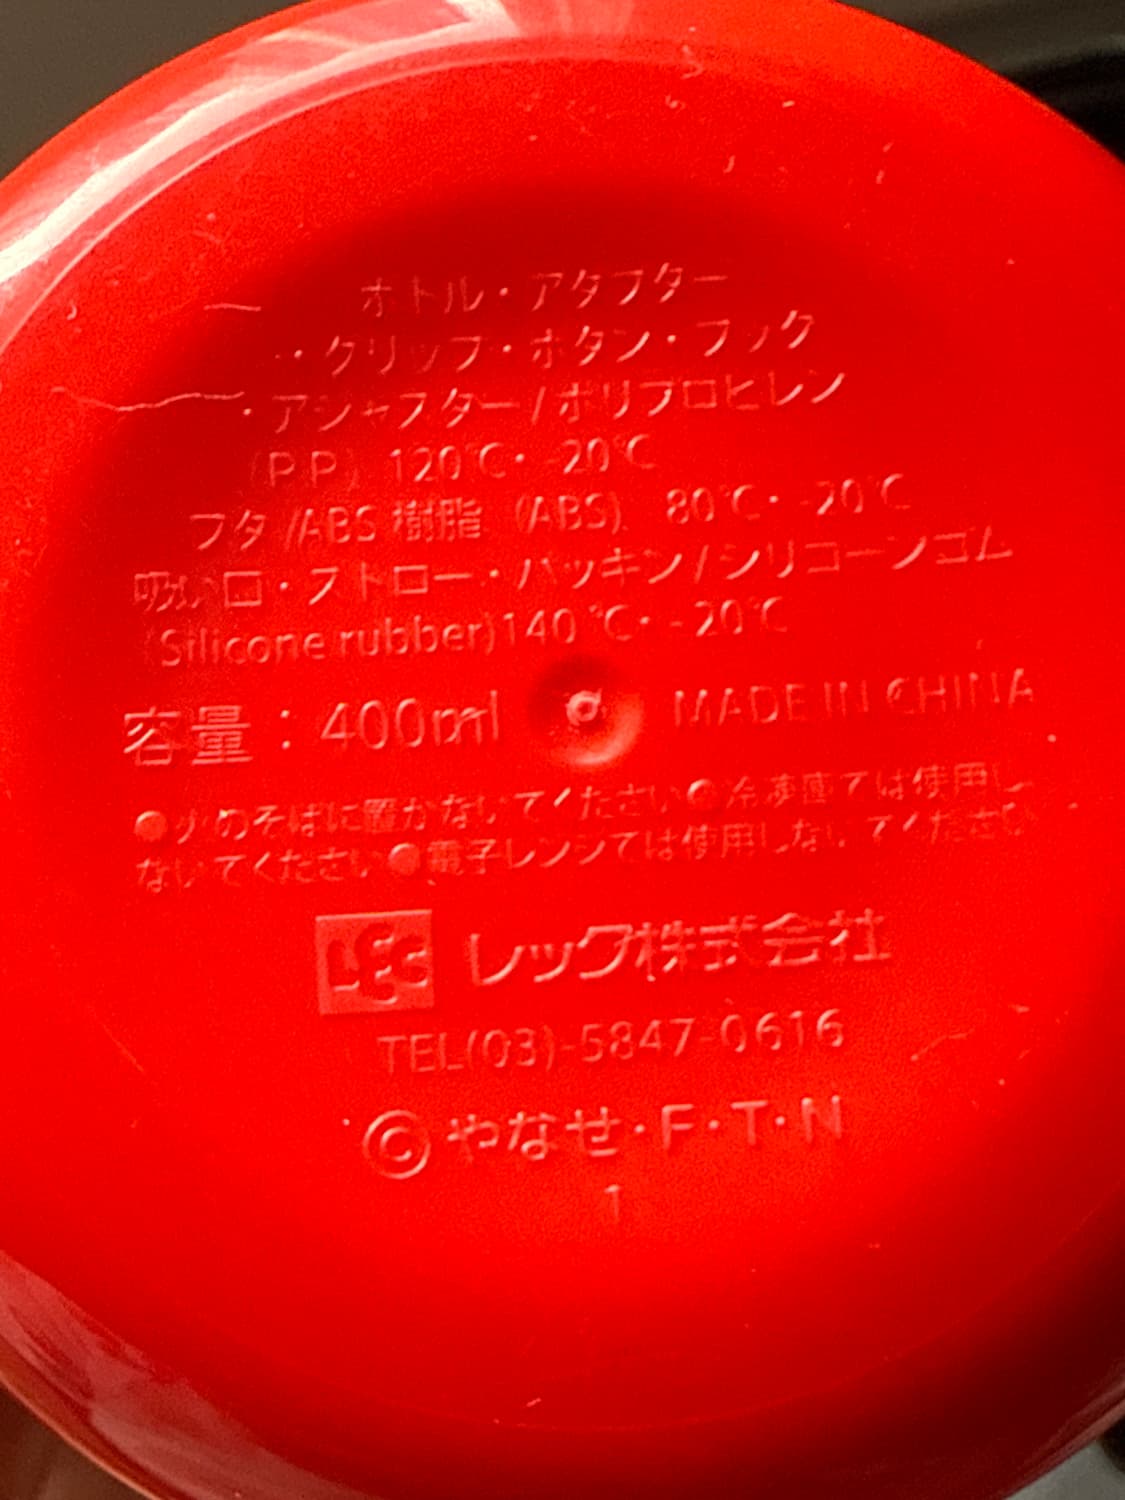 ボトル・アダプター
・クリップ・ボタン・フック
・アジャスター/ポリプロピレン
(P.P) 120℃・-20℃
フタ/ABS樹脂 (ABS) 80℃・-20℃
吸い口・ストロー・パッキン/シリコーンゴム
(Silicone rubber)140℃・-20℃
容量:400ml MADE IN CHINA
●火のそばに置かないでください●冷凍庫では使用し
ないでください●電子レンジでは使用しないでください
LEC レック株式会社
TEL(03)-5847-0616
©やなせ・F・T・N
1